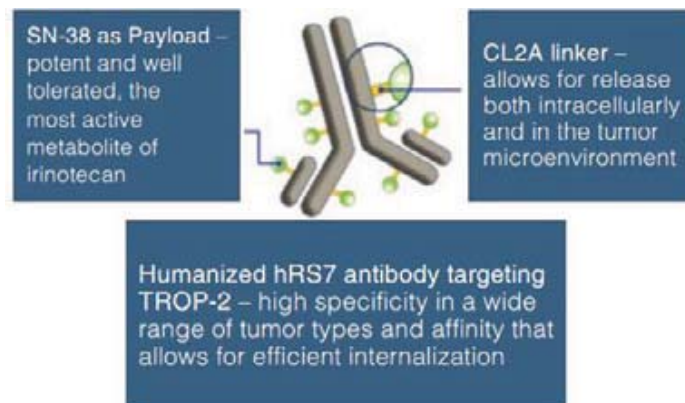 SN-38 as Payload –
potent and well
tolerated, the
most active
metabolite of
irinotecan
CL2A linker –
allows for release
both intracellularly
and in the tumor
microenvironment
Humanized hRS7 antibody targeting
TROP-2 – high specificity in a wide
range of tumor types and affinity that
allows for efficient internalization